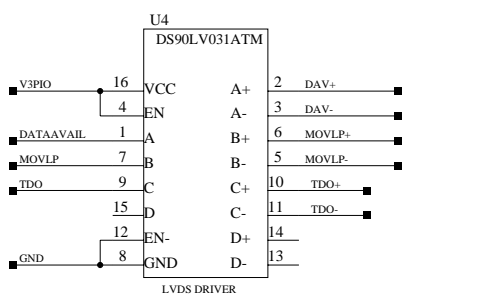 U4
DS90LV031ATM
V3PIO 16 VCC A+ 2 DAV+
4 EN A- 3 DAV-
DATAAVAIL 1 A B+ 6 MOVLP+
MOVLP 7 B B- 5 MOVLP-
TDO 9 C C+ 10 TDO+
15 D C- 11 TDO-
12 EN- D+ 14
GND 8 GND D- 13
LVDS DRIVER